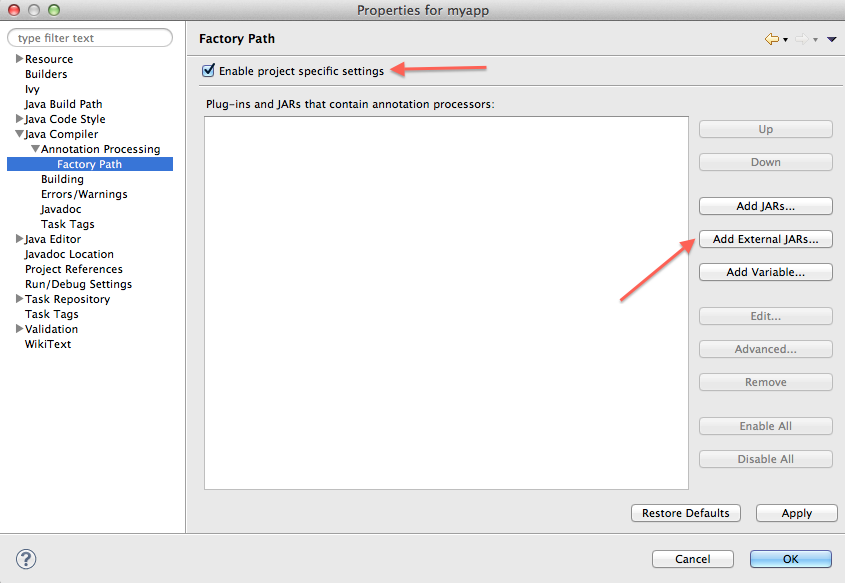 Properties for myapp
type filter text
Resource
Builders
Ivy
Java Build Path
Java Code Style
Java Compiler
Annotation Processing
Factory Path
Building
Errors/Warnings
Javadoc
Task Tags
Java Editor
Javadoc Location
Project References
Run/Debug Settings
Task Repository
Task Tags
Validation
WikiText
Factory Path
Enable project specific settings
Plug-ins and JARs that contain annotation processors:
Up
Down
Add JARs...
Add External JARs...
Add Variable...
Edit...
Advanced...
Remove
Enable All
Disable All
Restore Defaults
Apply
?
Cancel
OK